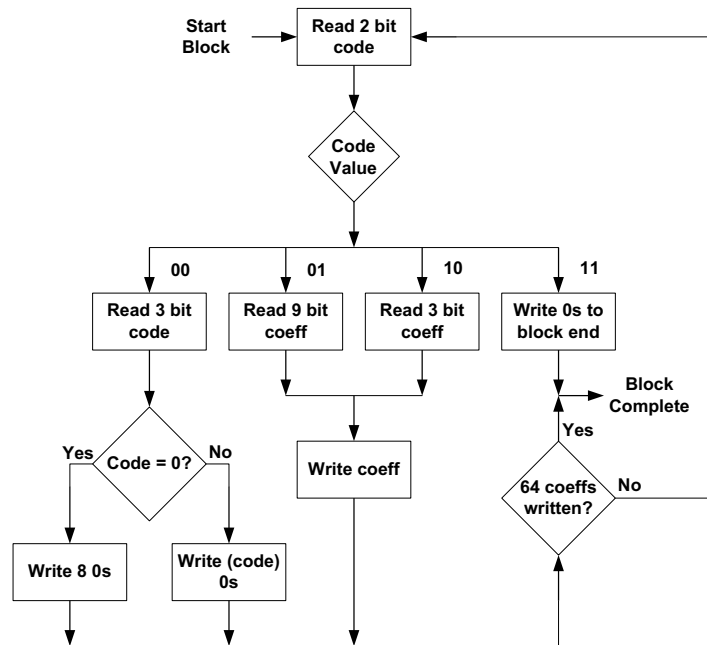 Start
Block
Read 2 bit
code
Code
Value
00
01
10
11
Read 3 bit
code
Read 9 bit
coeff
Read 3 bit
coeff
Write 0s to
block end
Block
Complete
Yes
Code = 0?
No
Write coeff
Yes
64 coeffs
written?
No
Write 8 0s
Write (code)
0s